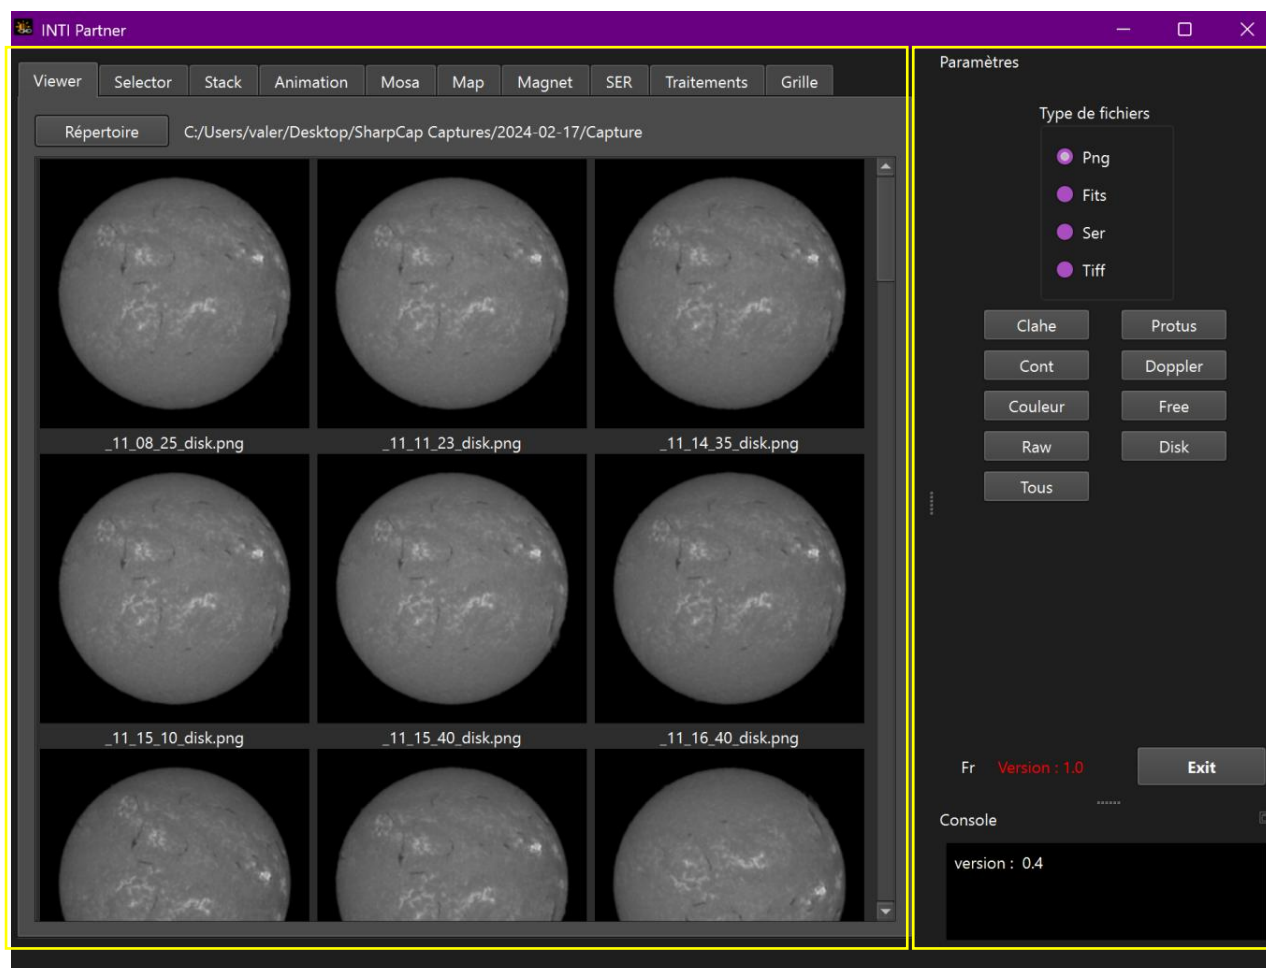 INTI Partner
Viewer Selector Stack Animation Mosa Map Magnet SER Traitements Grille
Répertoire C:/Users/valer/Desktop/SharpCap Captures/2024-02-17/Capture
_11_08_25_disk.png _11_11_23_disk.png _11_14_35_disk.png
_11_15_10_disk.png _11_15_40_disk.png _11_16_40_disk.png
Paramètres
Type de fichiers
Png
Fits
Ser
Tiff
Clahe Protus
Cont Doppler
Couleur Free
Raw Disk
Tous
Fr Version : 1.0 Exit
Console
version : 0.4